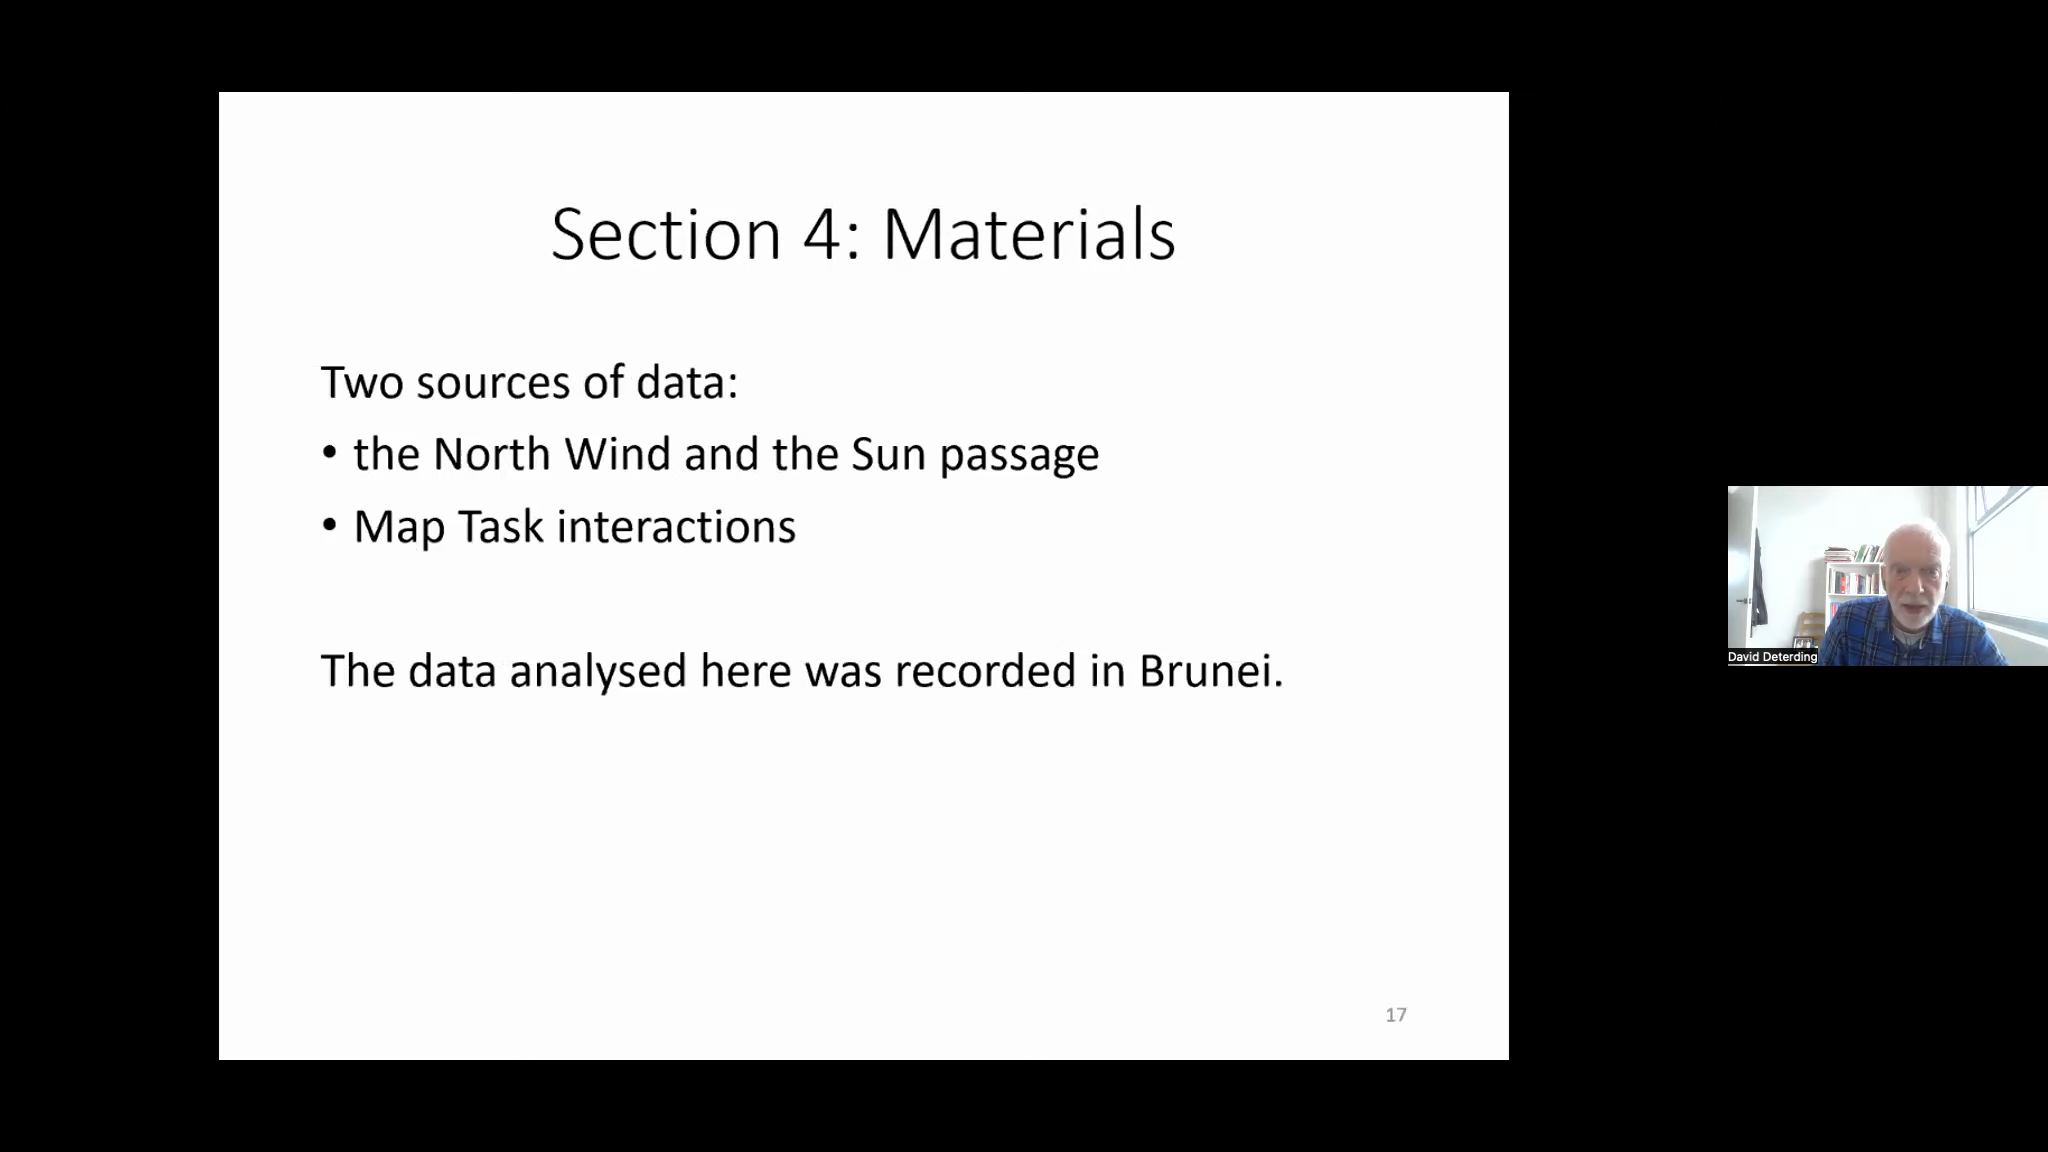 Section 4: Materials
Two sources of data:
• the North Wind and the Sun passage
• Map Task interactions
The data analysed here was recorded in Brunei.
17
David Deterding